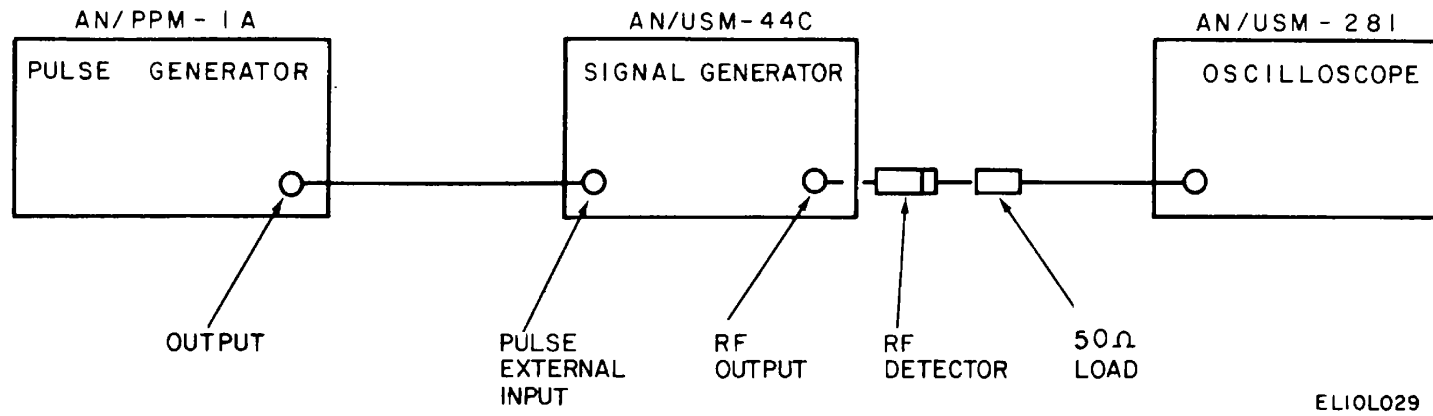 AN/PPM-1A
AN/USM-44C
AN/USM-281
PULSE GENERATOR
SIGNAL GENERATOR
OSCILLOSCOPE
OUTPUT
PULSE
EXTERNAL
INPUT
RF
OUTPUT
RF
DETECTOR
50Ω
LOAD
EL10L029